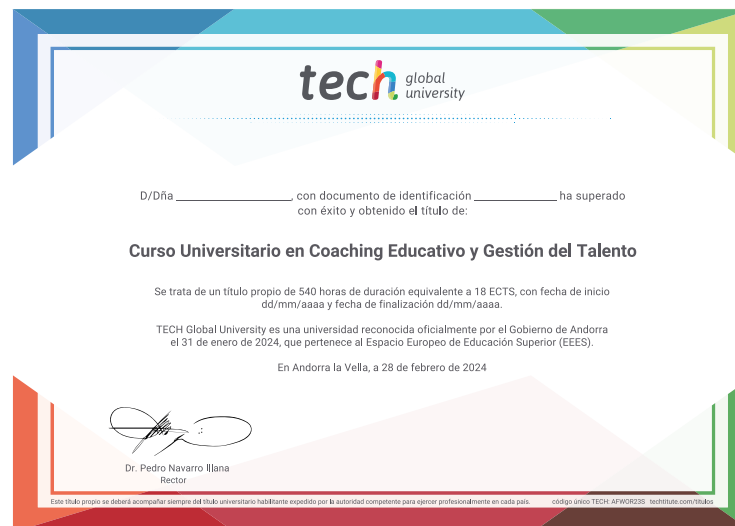 tech global university
D/Dña ____________________, con documento de identificación ______________ ha superado
con éxito y obtenido el título de:
Curso Universitario en Coaching Educativo y Gestión del Talento
Se trata de un título propio de 540 horas de duración equivalente a 18 ECTS, con fecha de inicio
dd/mm/aaaa y fecha de finalización dd/mm/aaaa.
TECH Global University es una universidad reconocida oficialmente por el Gobierno de Andorra
el 31 de enero de 2024, que pertenece al Espacio Europeo de Educación Superior (EEES).
En Andorra la Vella, a 28 de febrero de 2024
Dr. Pedro Navarro Illana
Rector
Este título propio se deberá acompañar siempre del título universitario habilitante expedido por la autoridad competente para ejercer profesionalmente en cada país. código único TECH: AFWOR23S techtitute.com/titulos